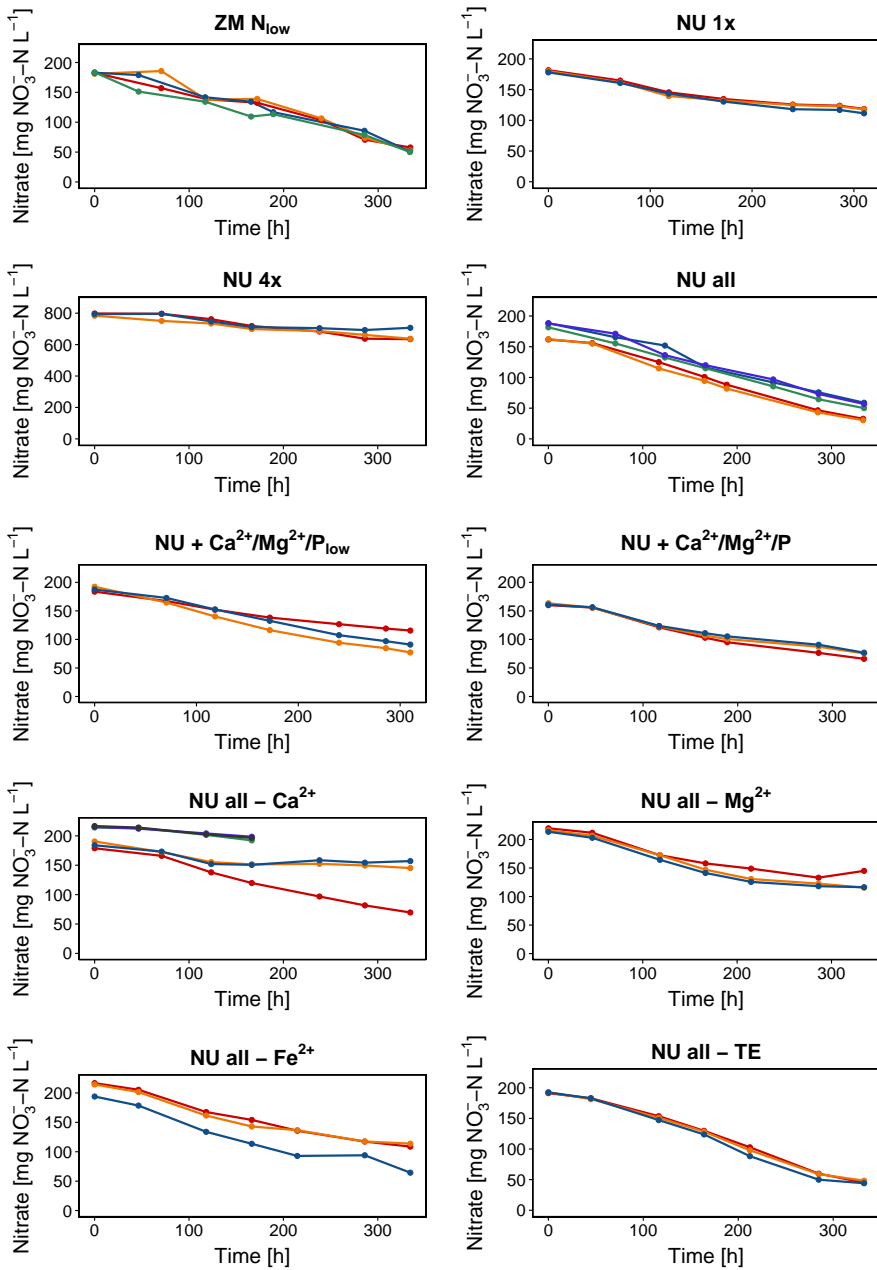 ZM N_low
Nitrate [mg NO₃⁻–N L⁻¹]
200
150
100
50
0
0 100 200 300
Time [h]
NU 1x
Nitrate [mg NO₃⁻–N L⁻¹]
200
150
100
50
0
0 100 200 300
Time [h]
NU 4x
Nitrate [mg NO₃⁻–N L⁻¹]
800
600
400
200
0
0 100 200 300
Time [h]
NU all
Nitrate [mg NO₃⁻–N L⁻¹]
200
150
100
50
0
0 100 200 300
Time [h]
NU + Ca²⁺/Mg²⁺/P_low
Nitrate [mg NO₃⁻–N L⁻¹]
200
150
100
50
0
0 100 200 300
Time [h]
NU + Ca²⁺/Mg²⁺/P
Nitrate [mg NO₃⁻–N L⁻¹]
200
150
100
50
0
0 100 200 300
Time [h]
NU all – Ca²⁺
Nitrate [mg NO₃⁻–N L⁻¹]
200
150
100
50
0
0 100 200 300
Time [h]
NU all – Mg²⁺
Nitrate [mg NO₃⁻–N L⁻¹]
200
150
100
50
0
0 100 200 300
Time [h]
NU all – Fe²⁺
Nitrate [mg NO₃⁻–N L⁻¹]
200
150
100
50
0
0 100 200 300
Time [h]
NU all – TE
Nitrate [mg NO₃⁻–N L⁻¹]
200
150
100
50
0
0 100 200 300
Time [h]